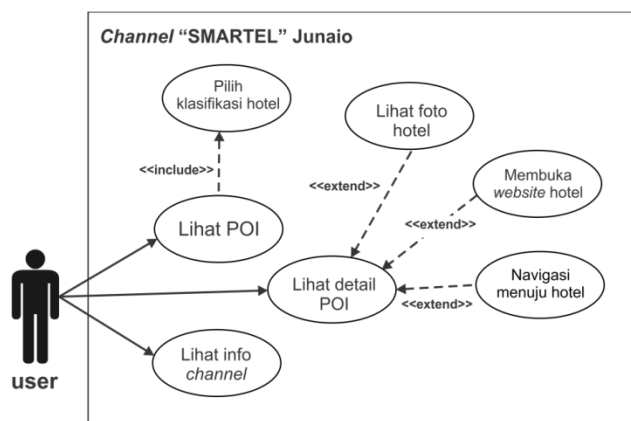 Channel “SMARTEL” Junaio
Pilih
klasifikasi hotel
Lihat foto
hotel
<<include>>
<<extend>>
Membuka
website hotel
<<extend>>
Lihat POI
Lihat detail
POI
Navigasi
menuju hotel
<<extend>>
Lihat info
channel
user